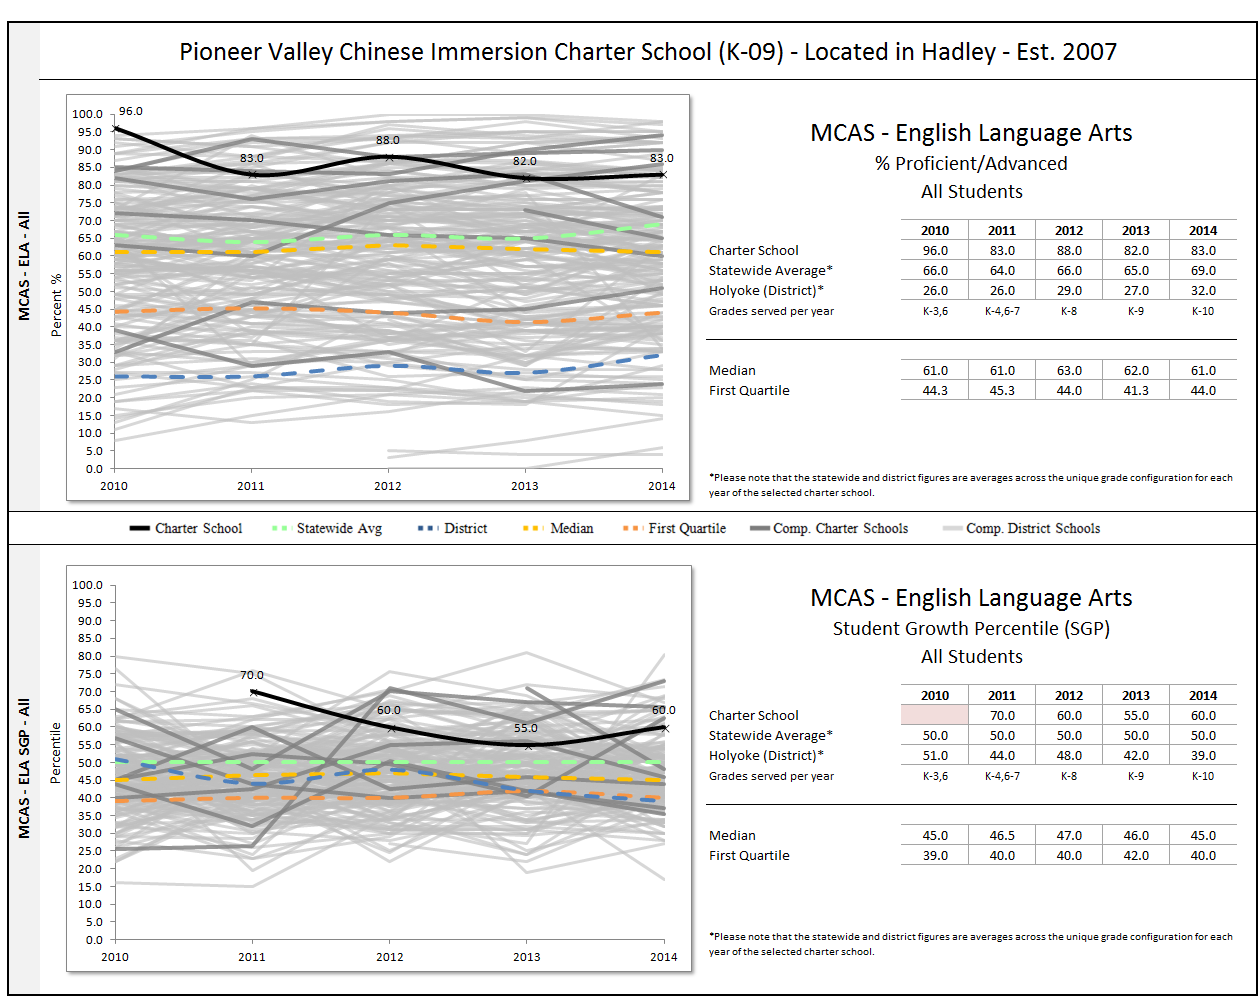 Pioneer Valley Chinese Immersion Charter School (K-09) - Located in Hadley - Est. 2007
MCAS - ELA - All
100.0
95.0
90.0
85.0
80.0
75.0
70.0
65.0
60.0
55.0
50.0
45.0
40.0
35.0
30.0
25.0
20.0
15.0
10.0
5.0
0.0
Percent %
96.0
83.0
88.0
82.0
83.0
2010 2011 2012 2013 2014
MCAS - English Language Arts
% Proficient/Advanced
All Students
2010 2011 2012 2013 2014
Charter School 96.0 83.0 88.0 82.0 83.0
Statewide Average* 66.0 64.0 66.0 65.0 69.0
Holyoke (District)* 26.0 26.0 29.0 27.0 32.0
Grades served per year K-3,6 K-4,6-7 K-8 K-9 K-10
Median 61.0 61.0 63.0 62.0 61.0
First Quartile 44.3 45.3 44.0 41.3 44.0
*Please note that the statewide and district figures are averages across the unique grade configuration for each
year of the selected charter school.
Charter School Statewide Avg District Median First Quartile Comp. Charter Schools Comp. District Schools
MCAS - ELA SGP - All
100.0
95.0
90.0
85.0
80.0
75.0
70.0
65.0
60.0
55.0
50.0
45.0
40.0
35.0
30.0
25.0
20.0
15.0
10.0
5.0
0.0
Percentile
70.0
60.0
55.0
60.0
2010 2011 2012 2013 2014
MCAS - English Language Arts
Student Growth Percentile (SGP)
All Students
2010 2011 2012 2013 2014
Charter School 70.0 60.0 55.0 60.0
Statewide Average* 50.0 50.0 50.0 50.0 50.0
Holyoke (District)* 51.0 44.0 48.0 42.0 39.0
Grades served per year K-3,6 K-4,6-7 K-8 K-9 K-10
Median 45.0 46.5 47.0 46.0 45.0
First Quartile 39.0 40.0 40.0 42.0 40.0
*Please note that the statewide and district figures are averages across the unique grade configuration for each
year of the selected charter school.